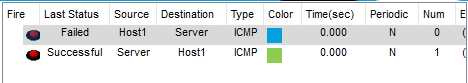 Fire Last Status Source Destination Type Color Time(sec) Periodic Num E
Failed Host1 Server ICMP 0.000 N 0
Successful Server Host1 ICMP 0.000 N 1